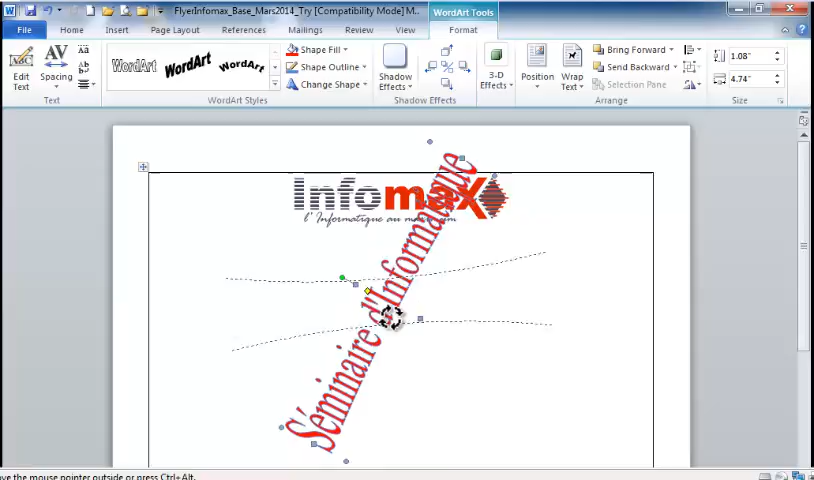 FlyerInfomax_Base_Mars2014_Try [Compatibility Mode] M...
WordArt Tools
File Home Insert Page Layout References Mailings Review View Format
Edit Text
Spacing
Text
WordArt WordArt WordArt
WordArt Styles
Shape Fill
Shape Outline
Change Shape
Shadow Effects
Shadow Effects
3-D Effects
Position
Wrap Text
Bring Forward
Send Backward
Selection Pane
Arrange
1.08"
4.74"
Size
Infomax
l'Informatique au
Séminaire d'Informatique
ve the mouse pointer outside or press Ctrl+Alt.